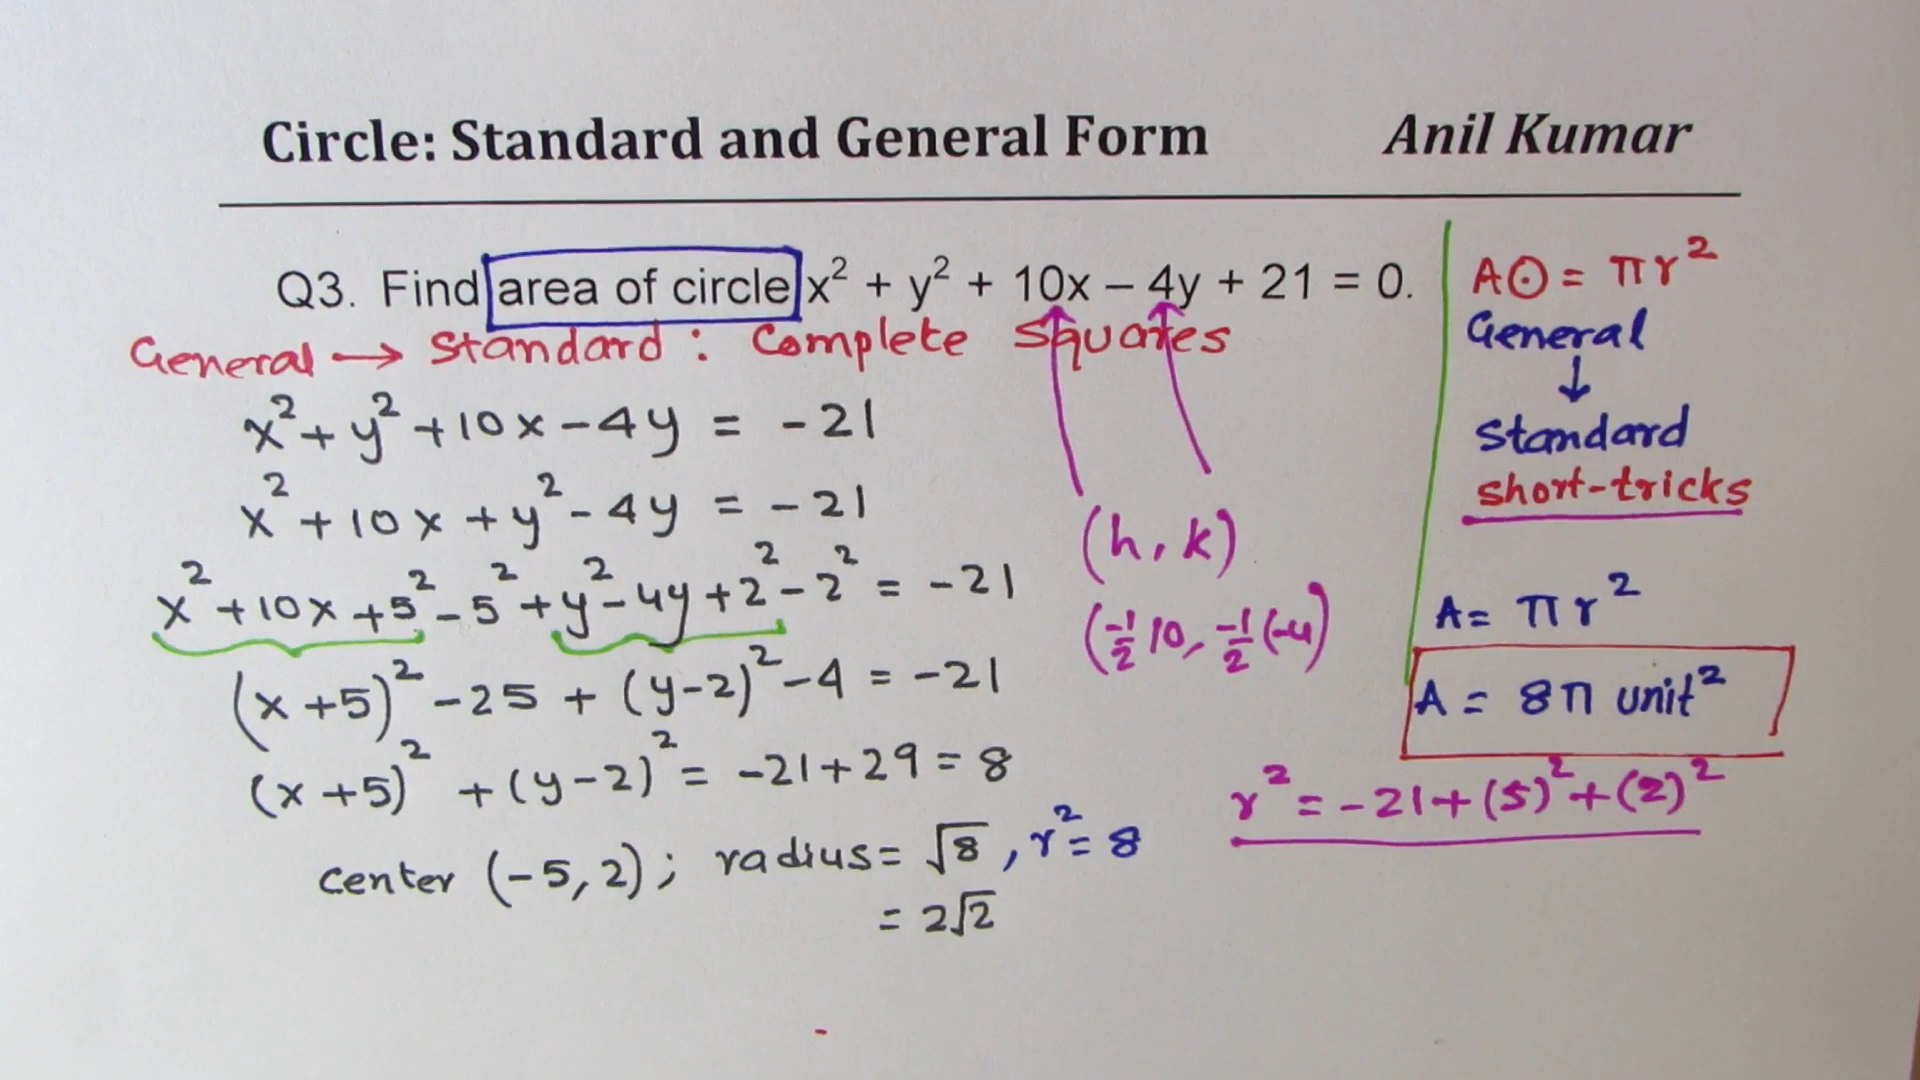 Circle: Standard and General Form Anil Kumar
Q3. Find area of circle x² + y² + 10x – 4y + 21 = 0.
General → Standard : Complete Squares
x² + y² + 10x - 4y = -21
x² + 10x + y² - 4y = -21
x² + 10x + 5² - 5² + y² - 4y + 2² - 2² = -21
(x+5)² - 25 + (y-2)² - 4 = -21
(x+5)² + (y-2)² = -21+29 = 8
center (-5, 2) ; radius = √8 , r² = 8
= 2√2
(h, k)
(-1/2 10, -1/2 (-4))
A⊙ = πr²
General
↓
Standard
short-tricks
A = πr²
A = 8π unit²
r² = -21 + (5)² + (2)²